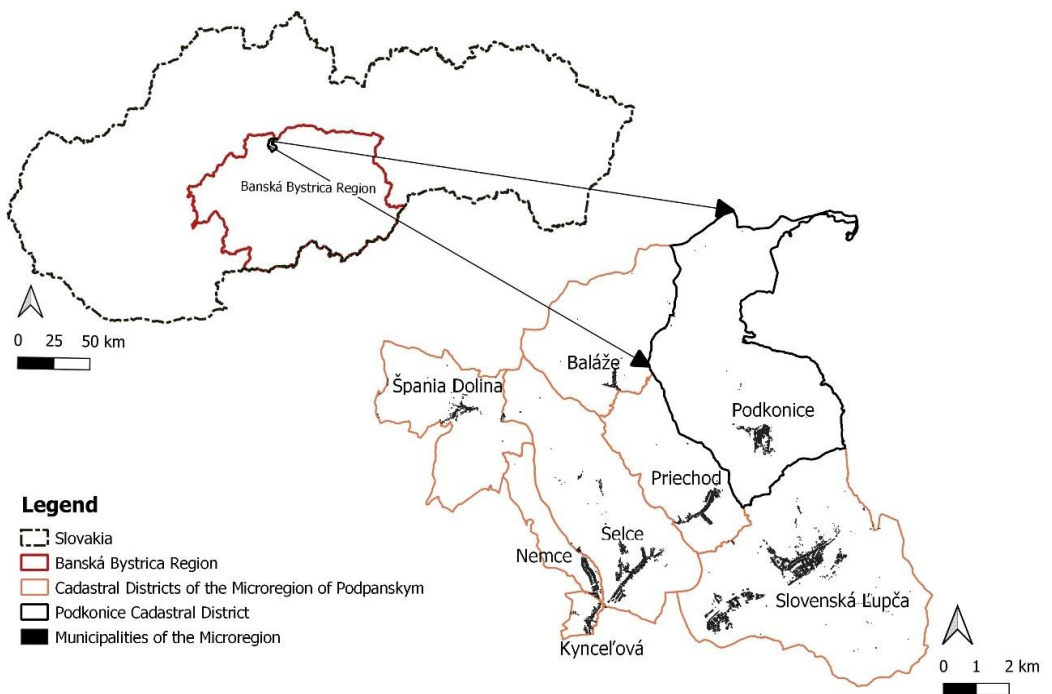 Banská Bystrica Region
0 25 50 km
Baláže
Špania Dolina
Podkonice
Priechod
Selce
Nemce
Slovenská Ľupča
Kynceľová
Legend
Slovakia
Banská Bystrica Region
Cadastral Districts of the Microregion of Podpanskym
Podkonice Cadastral District
Municipalities of the Microregion
0 1 2 km